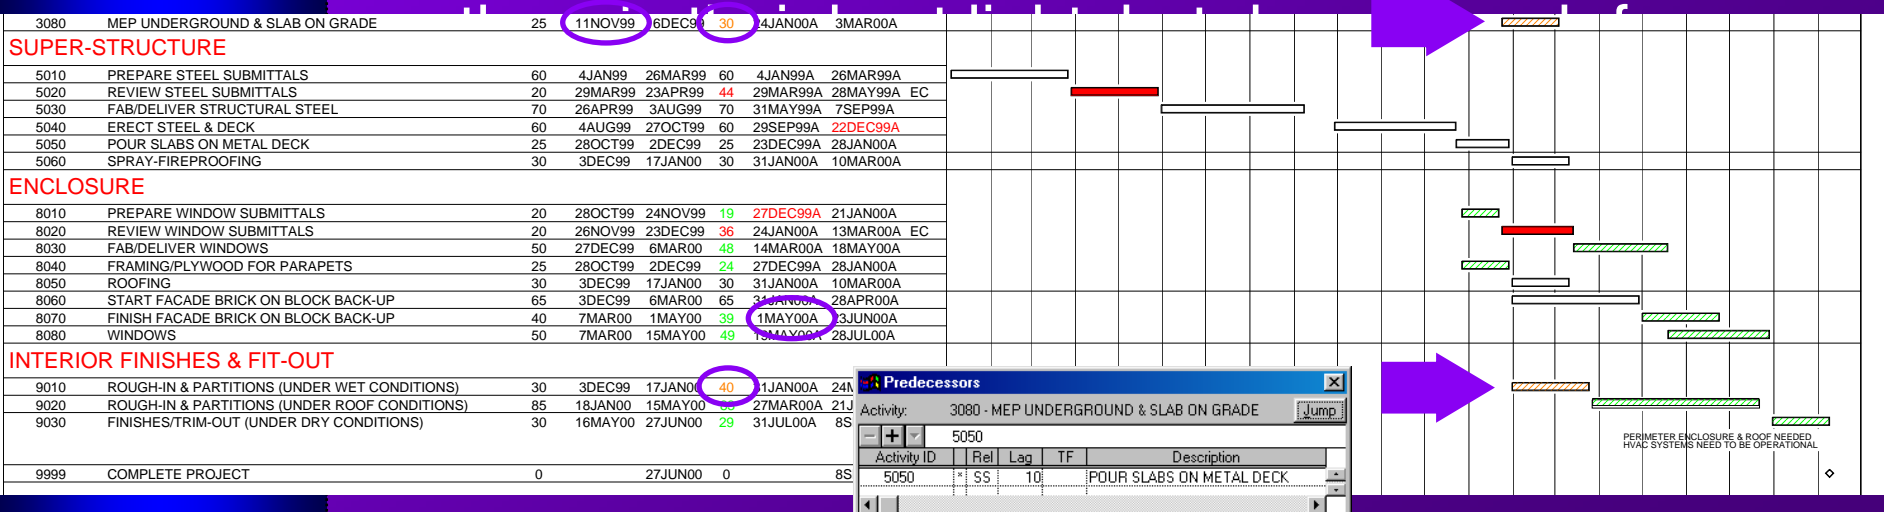 3080 MEP UNDERGROUND & SLAB ON GRADE 25 11NOV99 6DEC99 30 24JAN00A 3MAR00A
SUPER-STRUCTURE
5010 PREPARE STEEL SUBMITTALS 60 4JAN99 26MAR99 60 4JAN99A 26MAR99A
5020 REVIEW STEEL SUBMITTALS 20 29MAR99 23APR99 44 29MAR99A 28MAY99A EC
5030 FAB/DELIVER STRUCTURAL STEEL 70 26APR99 3AUG99 70 31MAY99A 7SEP99A
5040 ERECT STEEL & DECK 60 4AUG99 27OCT99 60 29SEP99A 22DEC99A
5050 POUR SLABS ON METAL DECK 25 28OCT99 2DEC99 25 23DEC99A 28JAN00A
5060 SPRAY-FIREPROOFING 30 3DEC99 17JAN00 30 31JAN00A 10MAR00A
ENCLOSURE
8010 PREPARE WINDOW SUBMITTALS 20 28OCT99 24NOV99 19 27DEC99A 21JAN00A
8020 REVIEW WINDOW SUBMITTALS 20 26NOV99 23DEC99 36 24JAN00A 13MAR00A EC
8030 FAB/DELIVER WINDOWS 50 27DEC99 6MAR00 48 14MAR00A 18MAY00A
8040 FRAMING/PLYWOOD FOR PARAPETS 25 28OCT99 2DEC99 24 27DEC99A 28JAN00A
8050 ROOFING 30 3DEC99 17JAN00 30 31JAN00A 10MAR00A
8060 START FACADE BRICK ON BLOCK BACK-UP 65 3DEC99 6MAR00 65 31JAN00A 28APR00A
8070 FINISH FACADE BRICK ON BLOCK BACK-UP 40 7MAR00 1MAY00 39 1MAY00A 23JUN00A
8080 WINDOWS 50 7MAR00 15MAY00 49 19MAY00A 28JUL00A
INTERIOR FINISHES & FIT-OUT
9010 ROUGH-IN & PARTITIONS (UNDER WET CONDITIONS) 30 3DEC99 17JAN00 40 31JAN00A 24M
9020 ROUGH-IN & PARTITIONS (UNDER ROOF CONDITIONS) 85 18JAN00 15MAY00 27MAR00A 21J
9030 FINISHES/TRIM-OUT (UNDER DRY CONDITIONS) 30 16MAY00 27JUN00 29 31JUL00A 8S
PERIMETER ENCLOSURE & ROOF NEEDED
HVAC SYSTEMS NEED TO BE OPERATIONAL
9999 COMPLETE PROJECT 0 27JUN00 0 8S
Predecessors
Activity: 3080 - MEP UNDERGROUND & SLAB ON GRADE Jump
5050
Activity ID Rel Lag TF Description
5050 * SS 10 POUR SLABS ON METAL DECK